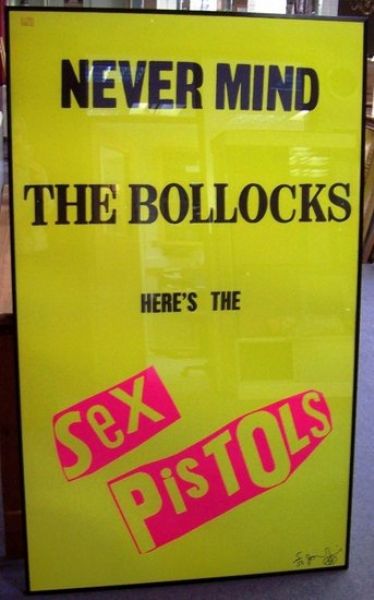 NEVER MIND
THE BOLLOCKS
HERE'S THE
SeX
PisTOLs